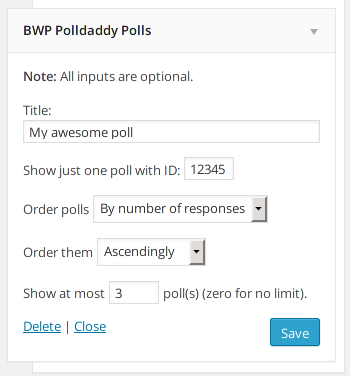 BWP Polldaddy Polls
Note: All inputs are optional.
Title:
My awesome poll
Show just one poll with ID: 12345
Order polls By number of responses
Order them Ascendingly
Show at most 3 poll(s) (zero for no limit).
Delete | Close Save